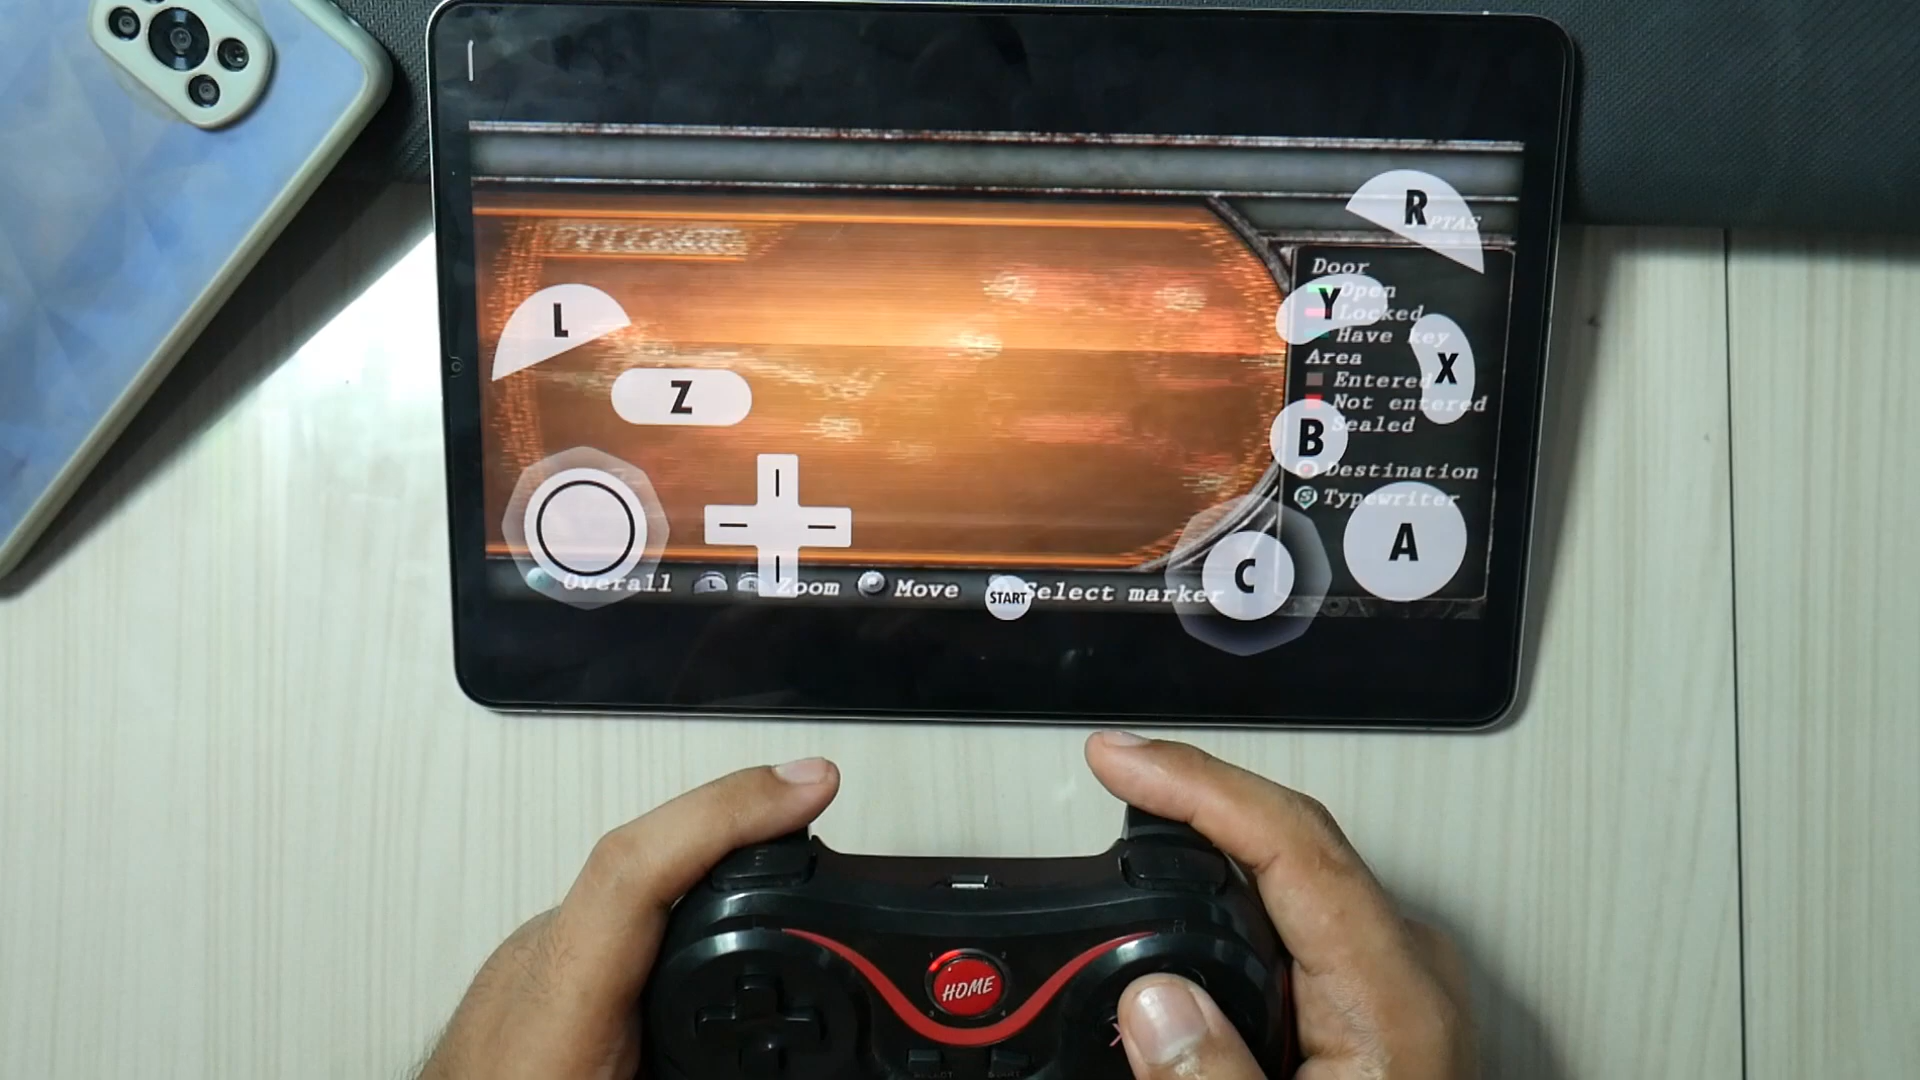 R
PTAS
Door
Open
Locked
Have key
Area
Entered
Not entered
Sealed
Destination
Typewriter
L
Z
Y
X
B
A
C
Overall
L R Zoom
Move
START
Select marker
HOME